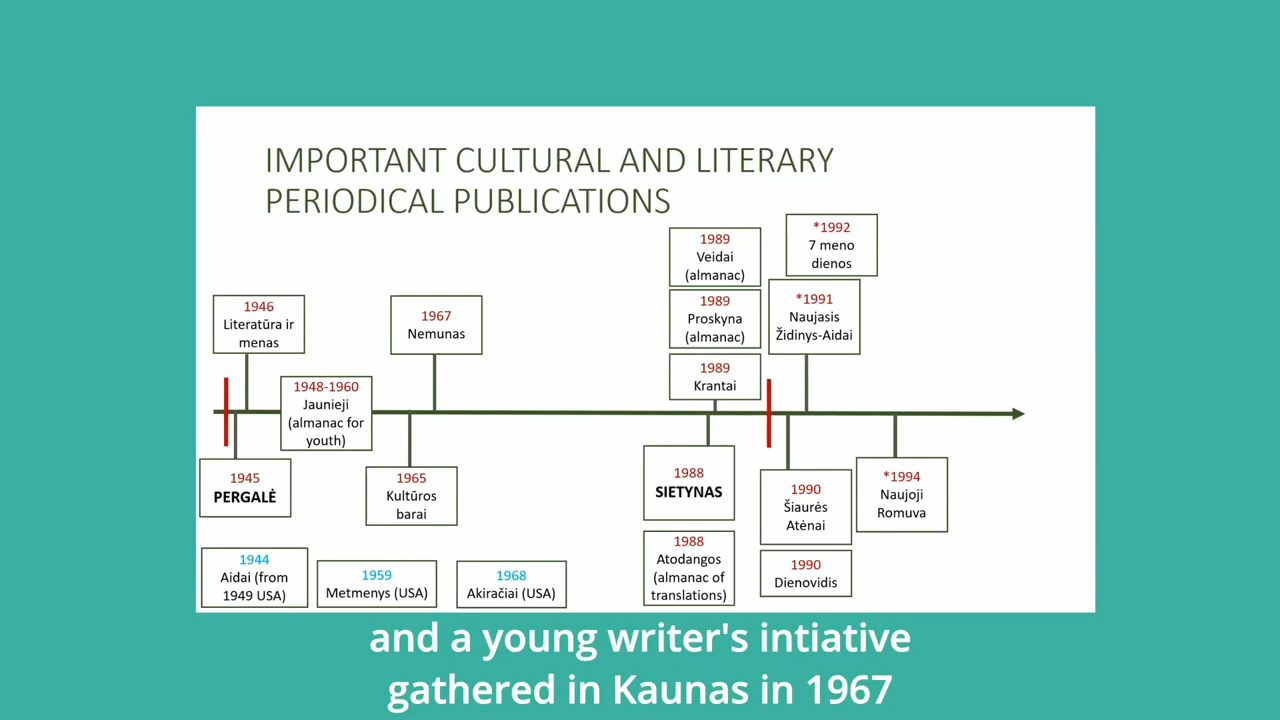 IMPORTANT CULTURAL AND LITERARY
PERIODICAL PUBLICATIONS
1946
Literatūra ir
menas
1948-1960
Jaunieji
(almanac for
youth)
1967
Nemunas
1989
Veidai
(almanac)
1989
Proskyna
(almanac)
1989
Krantai
*1992
7 meno
dienos
*1991
Naujasis
Židinys-Aidai
1945
PERGALĖ
1965
Kultūros
barai
1988
SIETYNAS
1988
Atodangos
(almanac of
translations)
1990
Šiaurės
Atėnai
1990
Dienovidis
*1994
Naujoji
Romuva
1944
Aidai (from
1949 USA)
1959
Metmenys (USA)
1968
Akiračiai (USA)
and a young writer's intiative
gathered in Kaunas in 1967